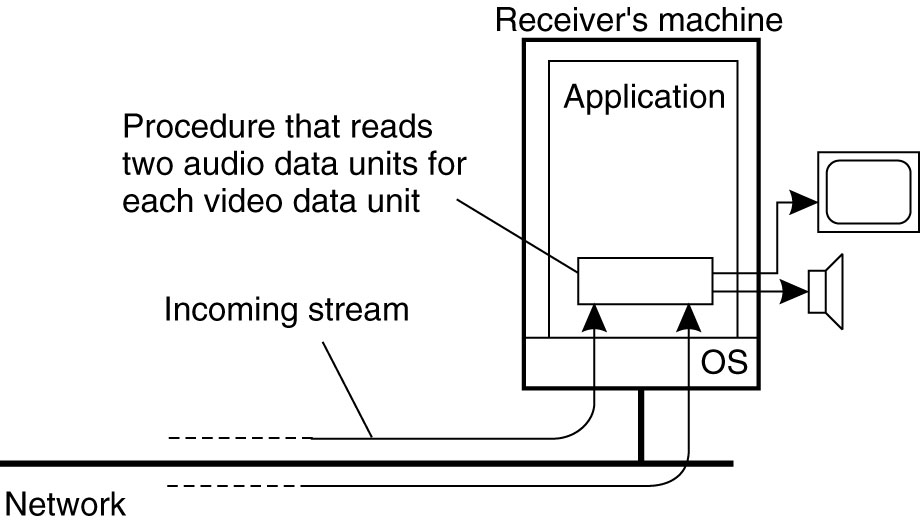 Receiver's machine
Application
Procedure that reads
two audio data units for
each video data unit
Incoming stream
OS
Network